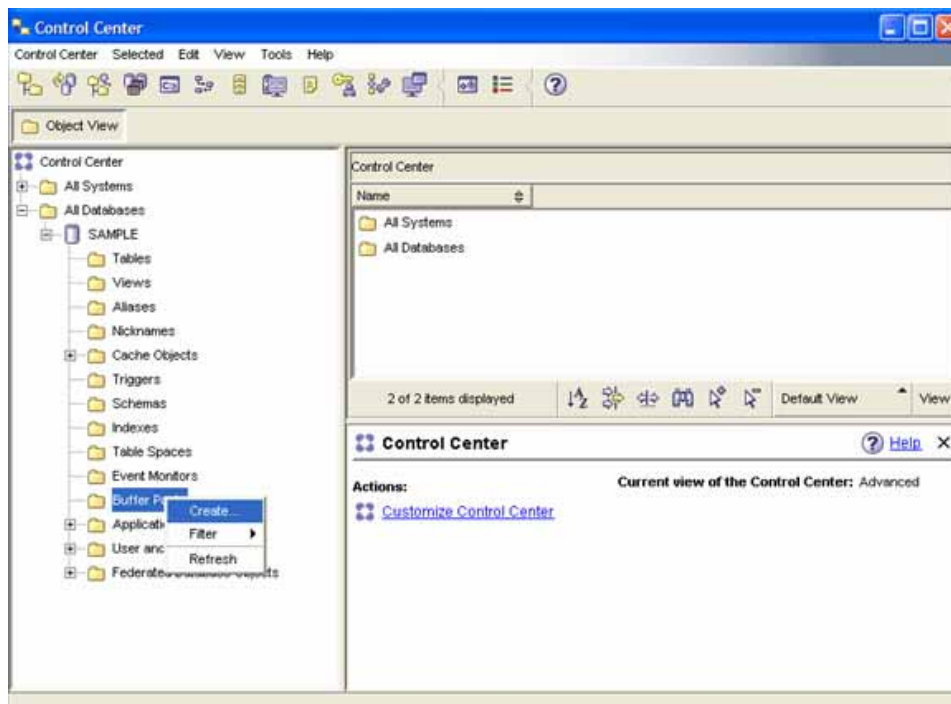 Control Center
Control Center Selected Edit View Tools Help
Object View
Control Center
All Systems
All Databases
SAMPLE
Tables
Views
Aliases
Nicknames
Cache Objects
Triggers
Schemas
Indexes
Table Spaces
Event Monitors
Buffer
User
Create...
Filter
Refresh
Control Center
Name
All Systems
All Databases
2 of 2 items displayed
Default View
View
Control Center
Help
Actions:
Current view of the Control Center: Advanced
Customize Control Center